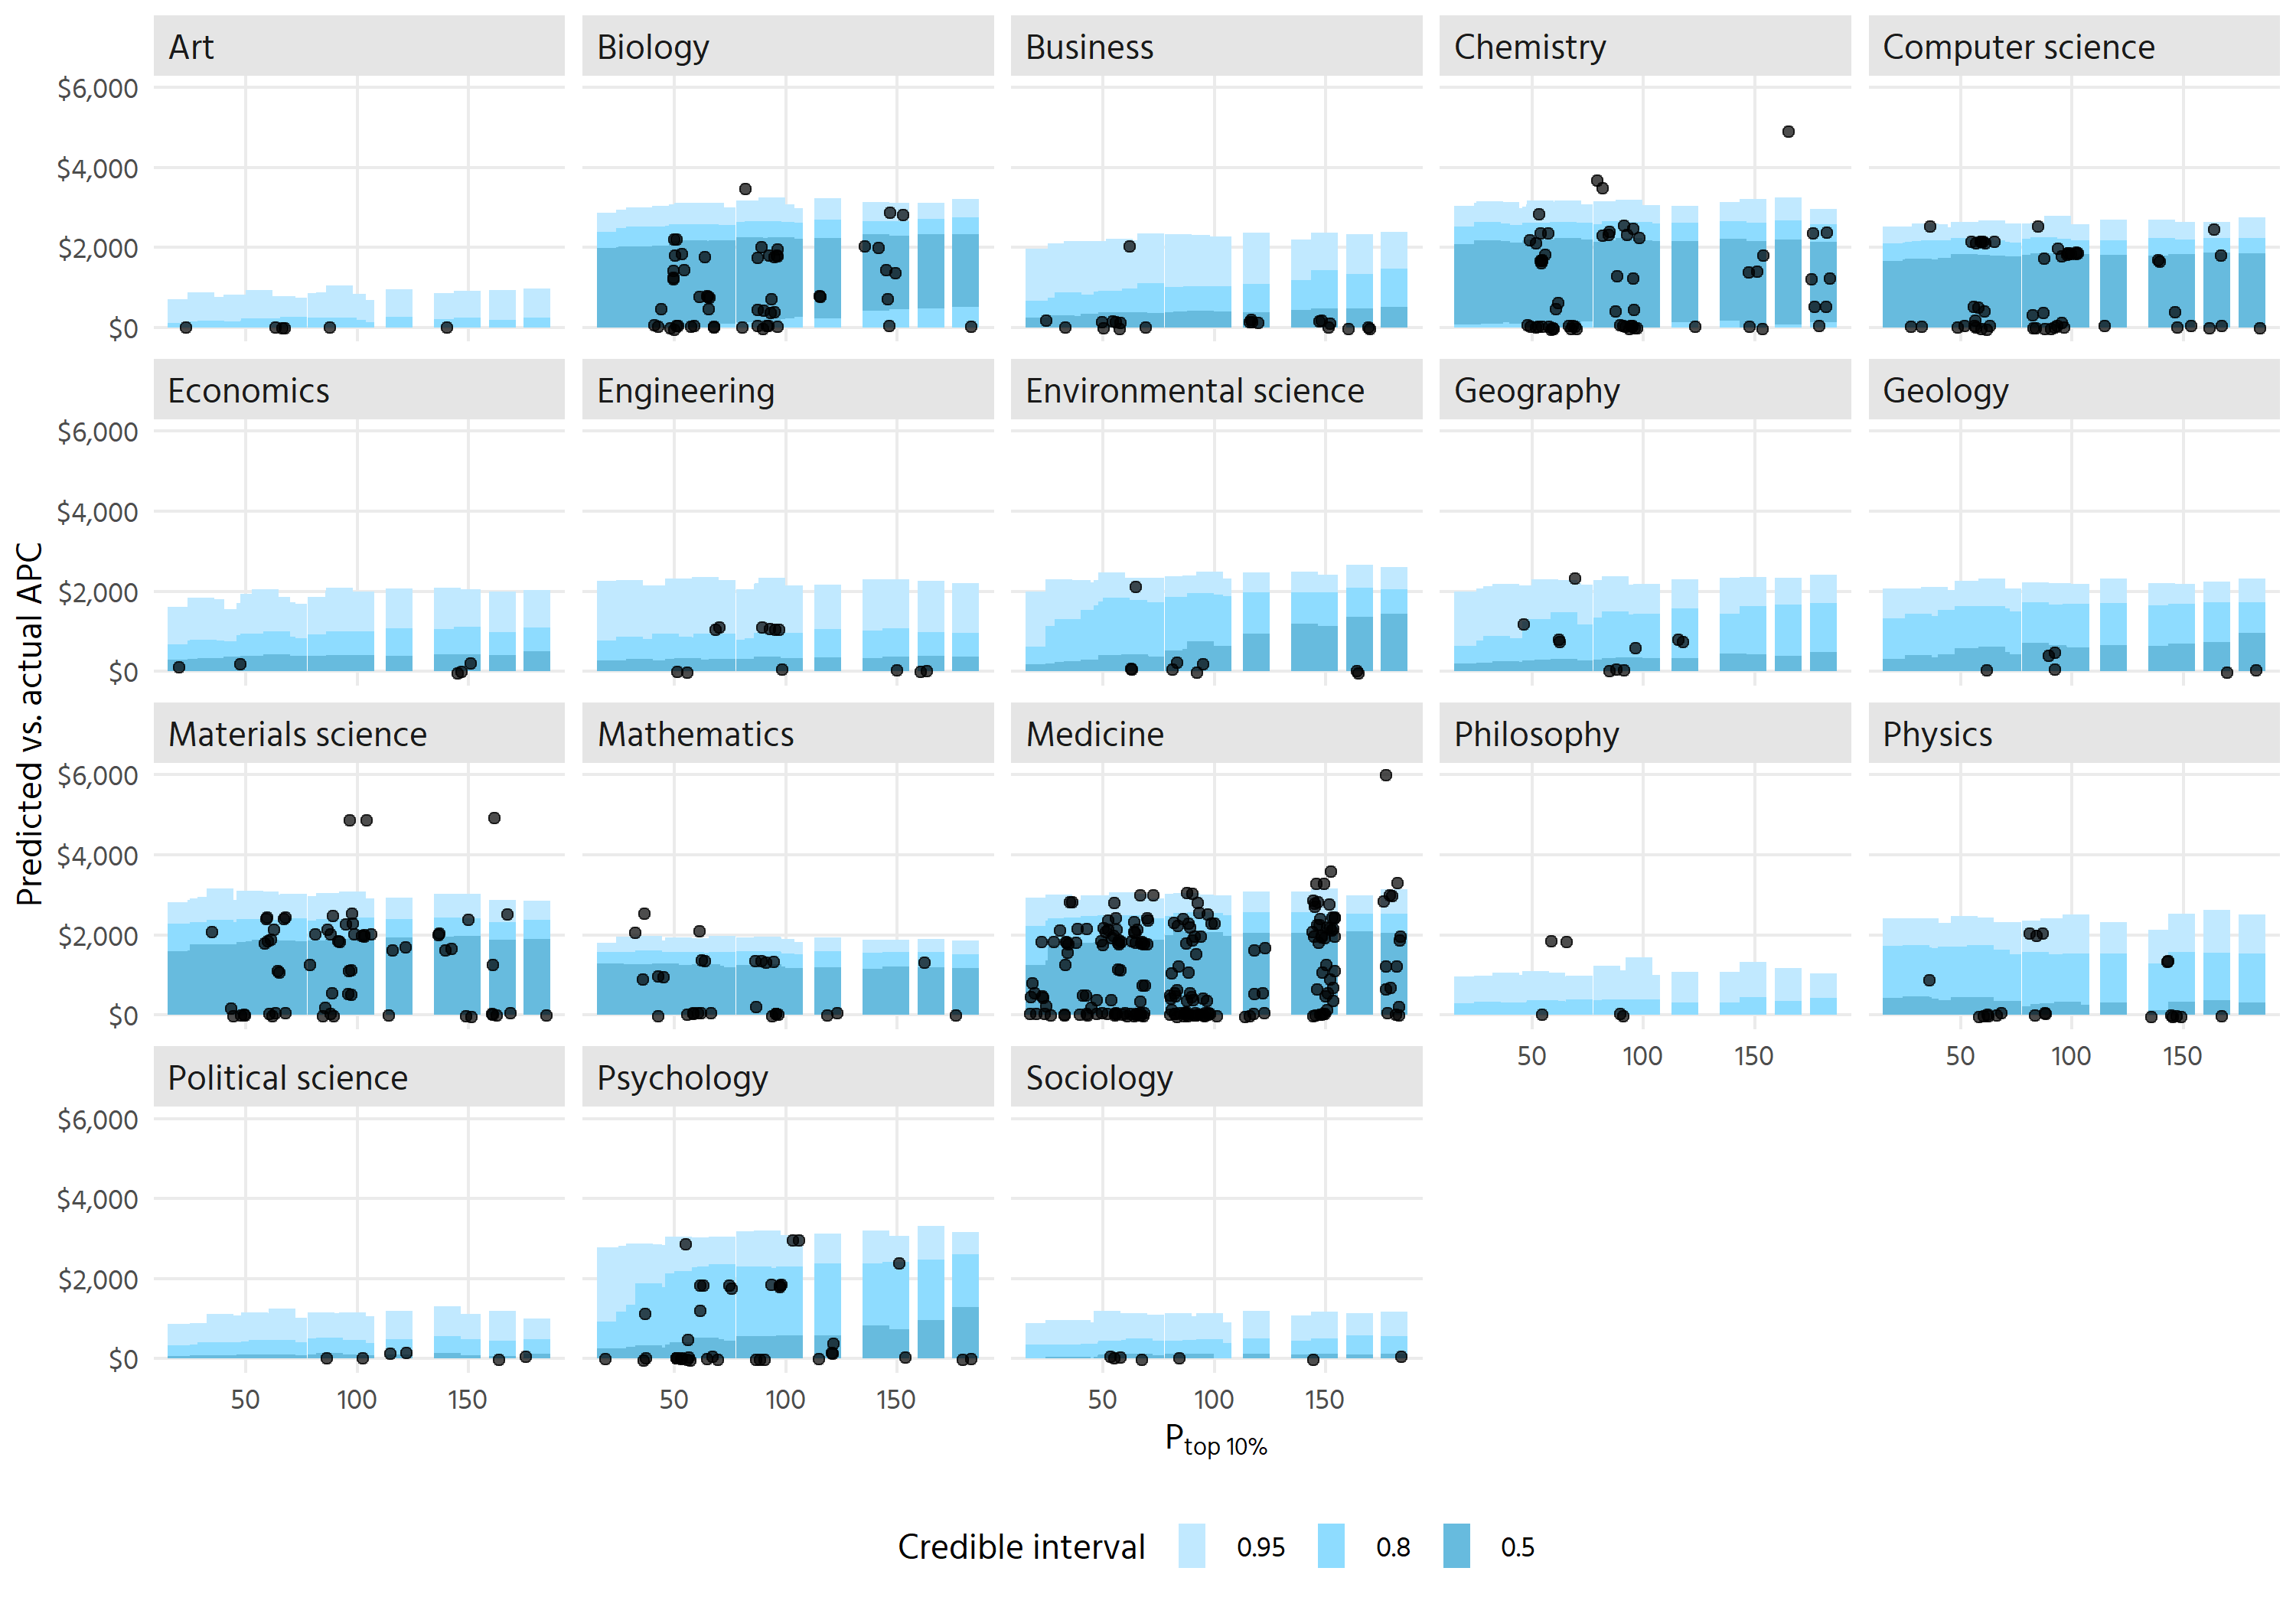 Art Biology Business Chemistry Computer science
$6,000
$4,000
$2,000
$0
Economics Engineering Environmental science Geography Geology
$6,000
$4,000
$2,000
$0
Predicted vs. actual APC
Materials science Mathematics Medicine Philosophy Physics
$6,000
$4,000
$2,000
$0
50 100 150 50 100 150
Political science Psychology Sociology
$6,000
$4,000
$2,000
$0
50 100 150 50 100 150 50 100 150
P top 10%
Credible interval 0.95 0.8 0.5